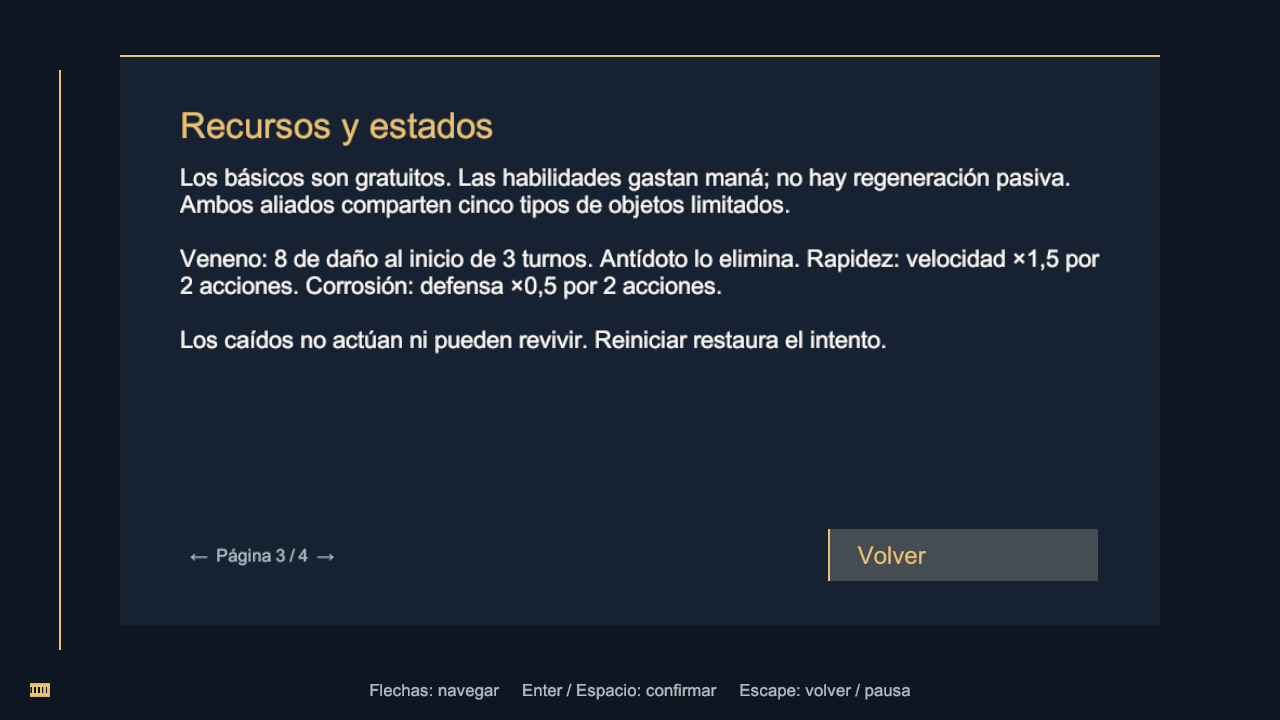 Recursos y estados
Los básicos son gratuitos. Las habilidades gastan maná; no hay regeneración pasiva.
Ambos aliados comparten cinco tipos de objetos limitados.
Veneno: 8 de daño al inicio de 3 turnos. Antídoto lo elimina. Rapidez: velocidad ×1,5 por
2 acciones. Corrosión: defensa ×0,5 por 2 acciones.
Los caídos no actúan ni pueden revivir. Reiniciar restaura el intento.
← Página 3 / 4 →
Volver
Flechas: navegar Enter / Espacio: confirmar Escape: volver / pausa